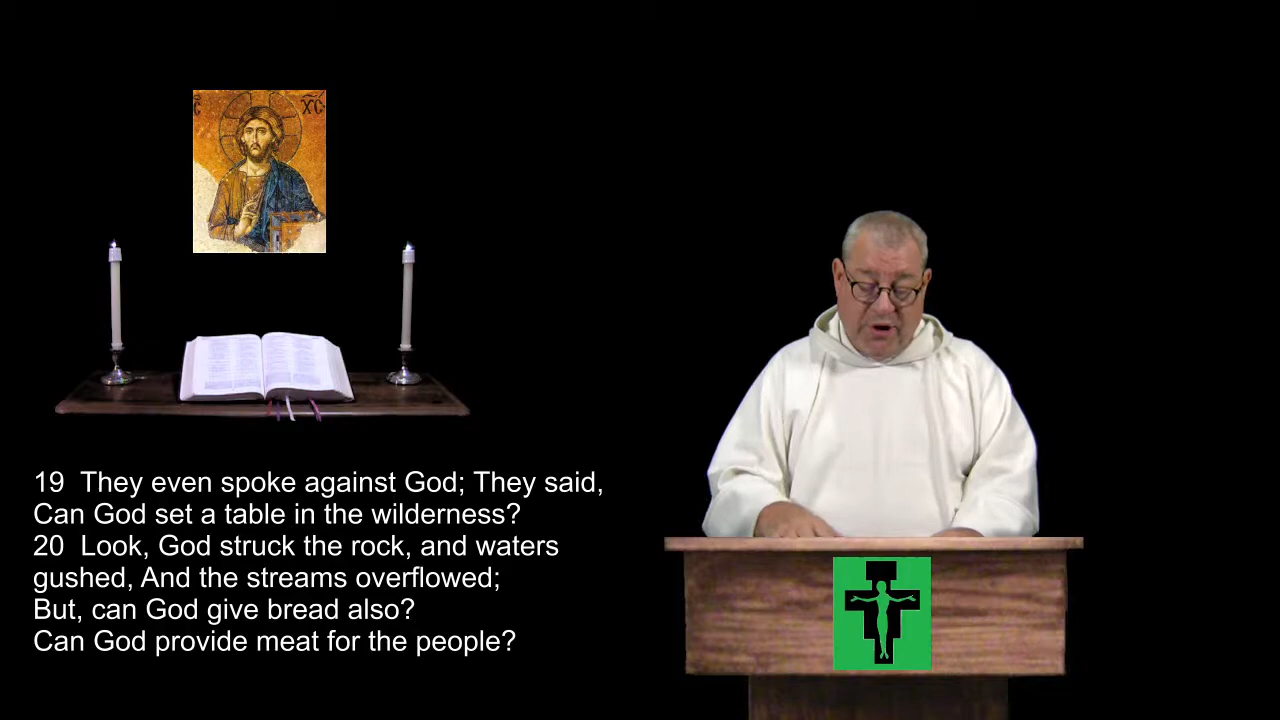 XC
19  They even spoke against God; They said,
Can God set a table in the wilderness?
20  Look, God struck the rock, and waters
gushed, And the streams overflowed;
But, can God give bread also?
Can God provide meat for the people?